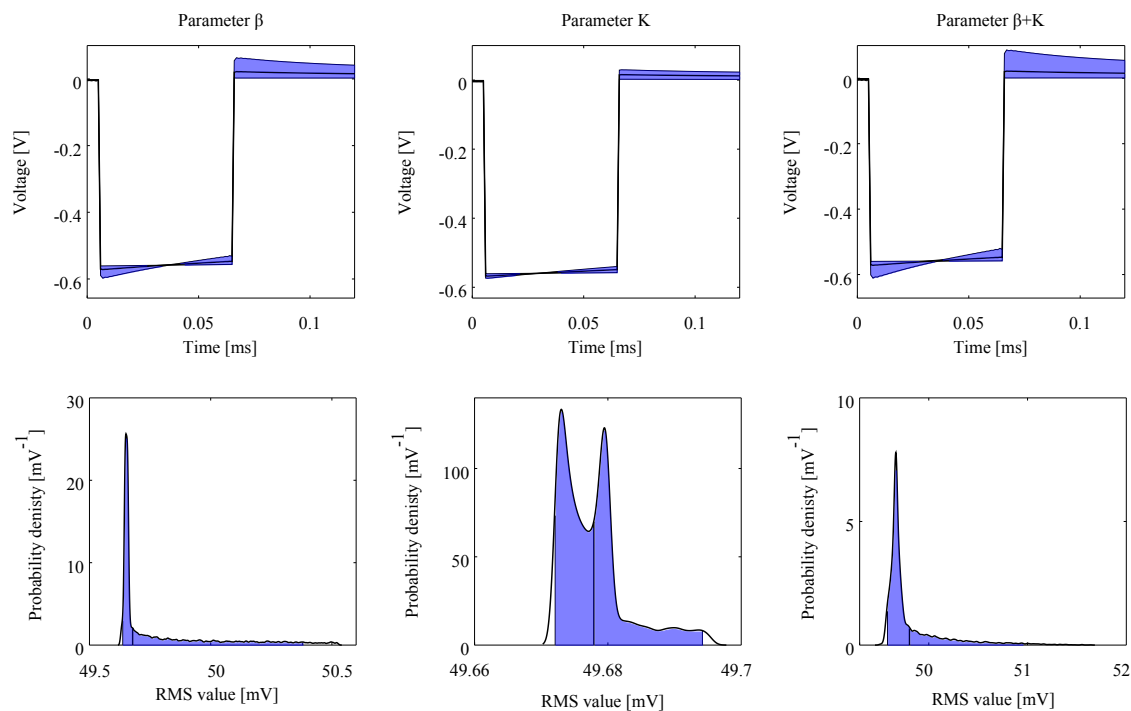 Parameter β
Parameter K
Parameter β+K
Voltage [V]
0
-0.2
-0.4
-0.6
0
0.05
0.1
Time [ms]
Voltage [V]
0
-0.2
-0.4
-0.6
0
0.05
0.1
Time [ms]
Voltage [V]
0
-0.2
-0.4
-0.6
0
0.05
0.1
Time [ms]
Probability denisty [mV⁻¹]
30
20
10
0
49.5
50
50.5
RMS value [mV]
Probability denisty [mV⁻¹]
100
50
0
49.66
49.68
49.7
RMS value [mV]
Probability denisty [mV⁻¹]
10
5
0
50
51
52
RMS value [mV]